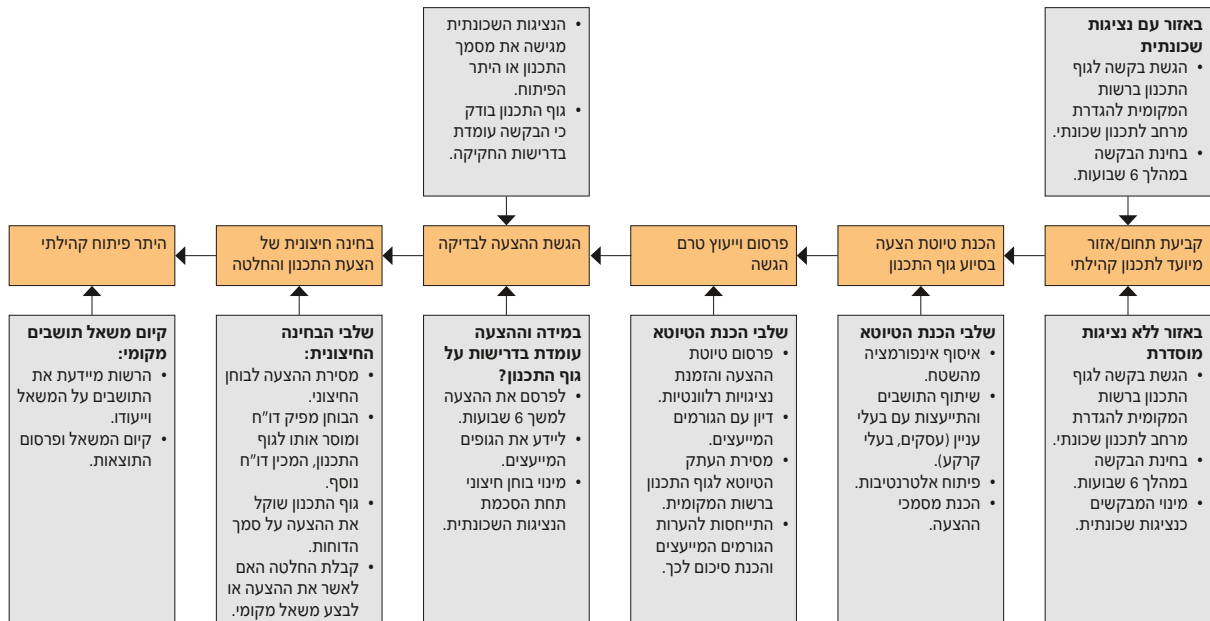 באזור עם נציגות
שכונתית
• הגשת בקשה לגוף
התכנון ברשות
המקומית להגדרת
מרחב לתכנון שכונתי.
• בחינת הבקשה
במהלך 6 שבועות.
• הנציגות השכונתית
מגישה את מסמך
התכנון או היתר
הפיתוח.
• גוף התכנון בודק
כי הבקשה עומדת
בדרישות החקיקה.
קביעת תחום/אזור
מיועד לתכנון קהילתי
הכנת טיוטת הצעה
בסיוע גוף התכנון
פרסום וייעוץ טרם
הגשה
הגשת ההצעה לבדיקה
בחינה חיצונית של
הצעת התכנון והחלטה
היתר פיתוח קהילתי
באזור ללא נציגות
מוסדרת
• הגשת בקשה לגוף
התכנון ברשות
המקומית להגדרת
מרחב לתכנון שכונתי.
• בחינת הבקשה
במהלך 6 שבועות.
• מינוי המבקשים
כנציגות שכונתית.
שלבי הכנת הטיוטא
• איסוף אינפורמציה
מהשטח.
• שיתוף התושבים
והתייעצות עם בעלי
עניין (עסקים, בעלי
קרקע).
• פיתוח אלטרנטיבות.
• הכנת מסמכי
ההצעה.
שלבי הכנת הטיוטא
• פרסום טיוטת
ההצעה והזמנת
נציגויות רלוונטיות.
• דיון עם הגורמים
המייעצים.
• מסירת העתק
הטיוטא לגוף התכנון
ברשות המקומית.
• התייחסות להערות
הגורמים המייעצים
והכנת סיכום לכך.
במידה וההצעה
עומדת בדרישות על
גוף התכנון?
• לפרסם את ההצעה
למשך 6 שבועות.
• ליידע את הגופים
המייעצים.
• מינוי בוחן חיצוני
תחת הסכמת
הנציגות השכונתית.
שלבי הבחינה
החיצונית:
• מסירת ההצעה לבוחן
החיצוני.
• הבוחן מפיק דו"ח
ומוסר אותו לגוף
התכנון, המכין דו"ח
נוסף.
• גוף התכנון שוקל
את ההצעה על סמך
הדוחות.
• קבלת החלטה האם
לאשר את ההצעה או
לבצע משאל מקומי.
קיום משאל תושבים
מקומי:
• הרשות מיידעת את
התושבים על המשאל
וייעודו.
• קיום המשאל ופרסום
התוצאות.